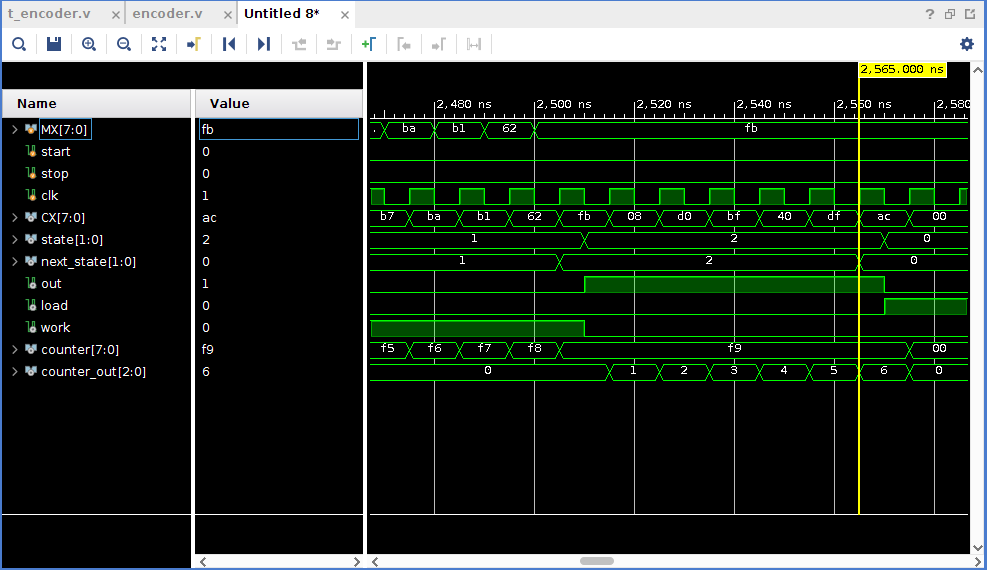 t_encoder.v × encoder.v × Untitled 8* × ?
2,565.000 ns
Name Value
2,480 ns 2,500 ns 2,520 ns 2,540 ns 2,560 ns 2,580
MX[7:0] fb . ba b1 62 fb
start 0
stop 0
clk 1
CX[7:0] ac b7 ba b1 62 fb 08 d0 bf 40 df ac 00
state[1:0] 2 1 2 0
next_state[1:0] 0 1 2 0
out 1
load 0
work 0
counter[7:0] f9 f5 f6 f7 f8 f9 00
counter_out[2:0] 6 0 1 2 3 4 5 6 0